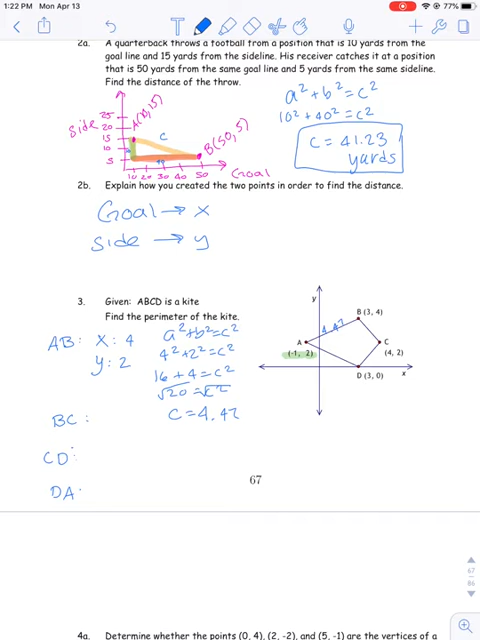 1:22 PM Mon Apr 13
77%
2a. A quarterback throws a football from a position that is 10 yards from the
goal line and 15 yards from the sideline. His receiver catches it at a position
that is 50 yards from the same goal line and 5 yards from the same sideline.
Find the distance of the throw.
a² + b² = c²
10² + 40² = c²
C = 41.23
yards
Side
25
20
15
10
5
A(10,15)
C
B(50,5)
40
10 20 30 40 50
Goal
2b. Explain how you created the two points in order to find the distance.
Goal → x
side → y
3. Given: ABCD is a kite
Find the perimeter of the kite.
AB: X: 4
y: 2
a²+b²=c²
4²+2²=c²
16+4=c²
√20 = √c²
C = 4.47
BC:
CD:
DA:
y
B (3, 4)
4.47
A
(-1, 2)
C
(4, 2)
D (3, 0)
x
67
67
86
4a. Determine whether the points (0, 4), (2, -2), and (5, -1) are the vertices of a